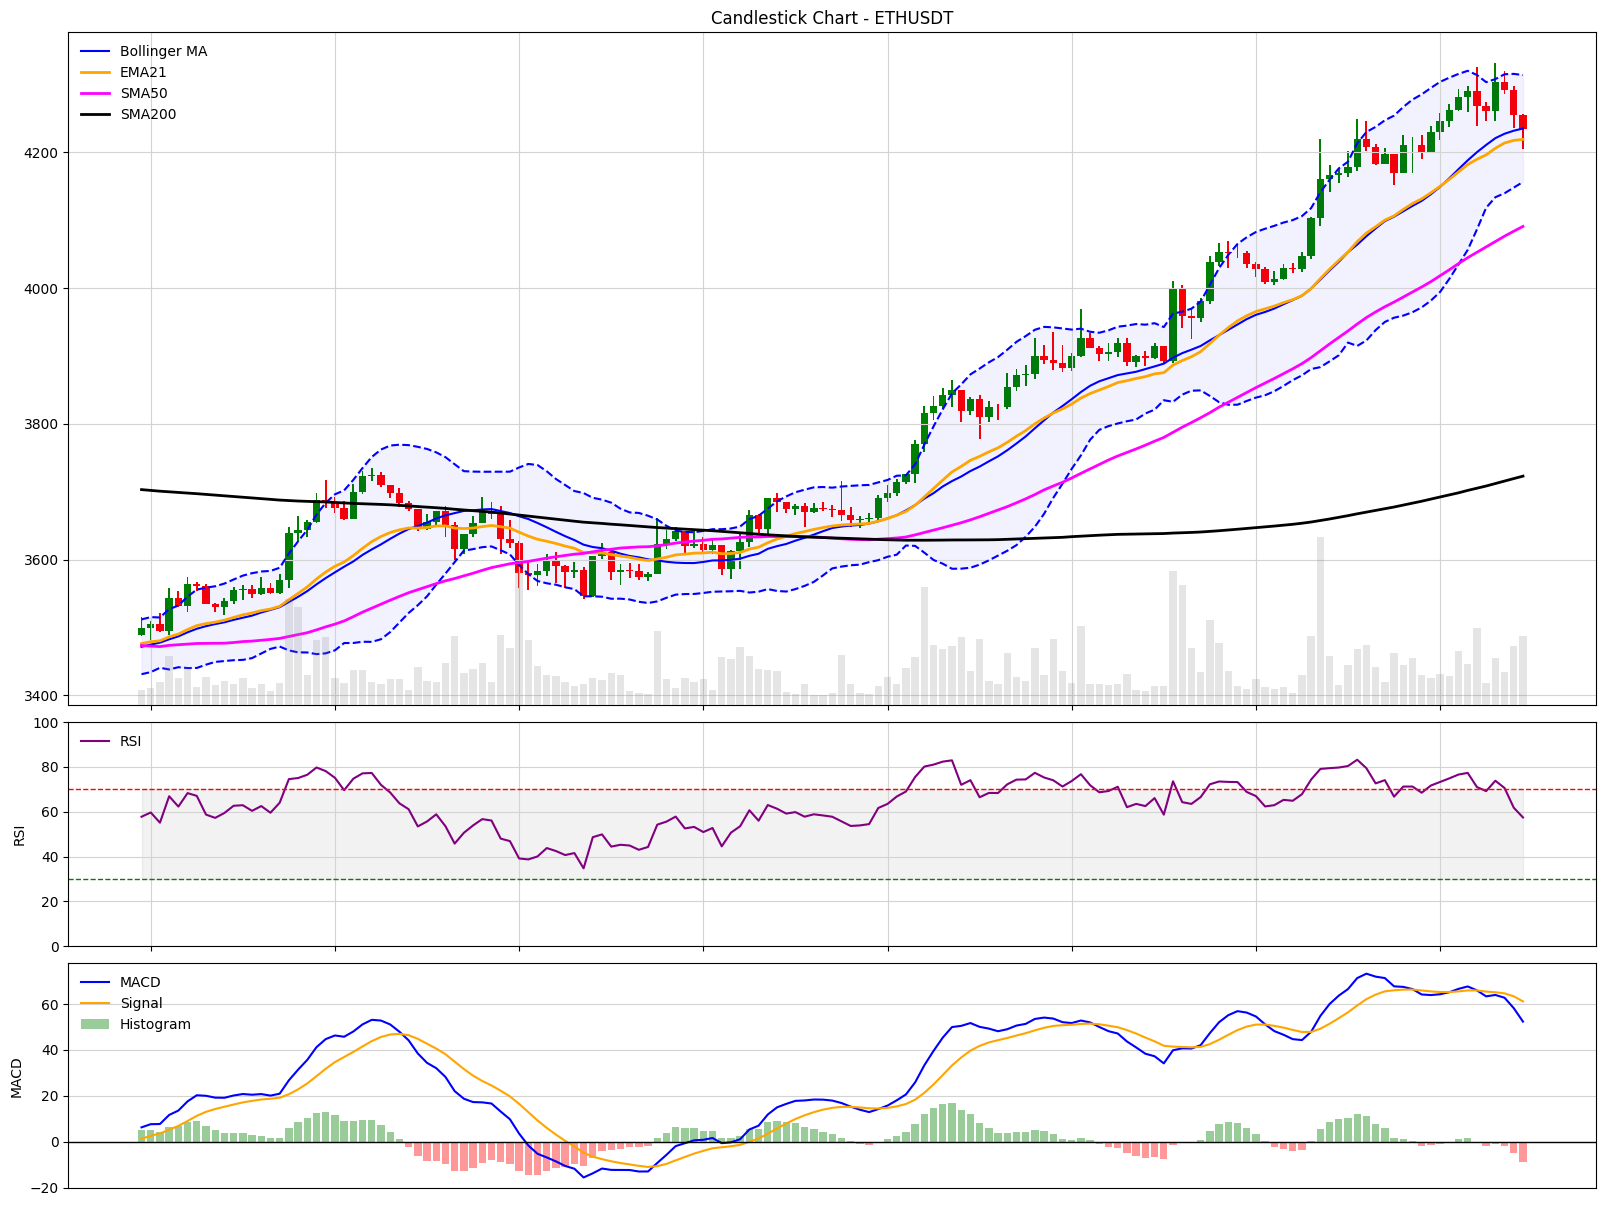 Candlestick Chart - ETHUSDT
Bollinger MA
EMA21
SMA50
SMA200
4200
4000
3800
3600
3400
100
80
60
40
20
0
RSI
RSI
60
40
20
0
−20
MACD
MACD
Signal
Histogram